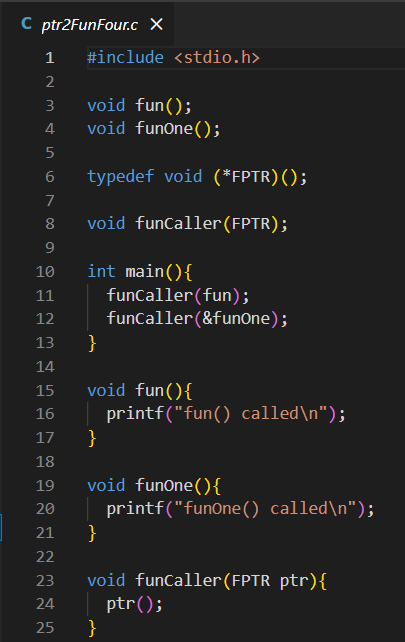 C ptr2FunFour.c ×
1 #include <stdio.h>
2
3 void fun();
4 void funOne();
5
6 typedef void (*FPTR)();
7
8 void funCaller(FPTR);
9
10 int main(){
11   funCaller(fun);
12   funCaller(&funOne);
13 }
14
15 void fun(){
16   printf("fun() called\n");
17 }
18
19 void funOne(){
20   printf("funOne() called\n");
21 }
22
23 void funCaller(FPTR ptr){
24   ptr();
25 }